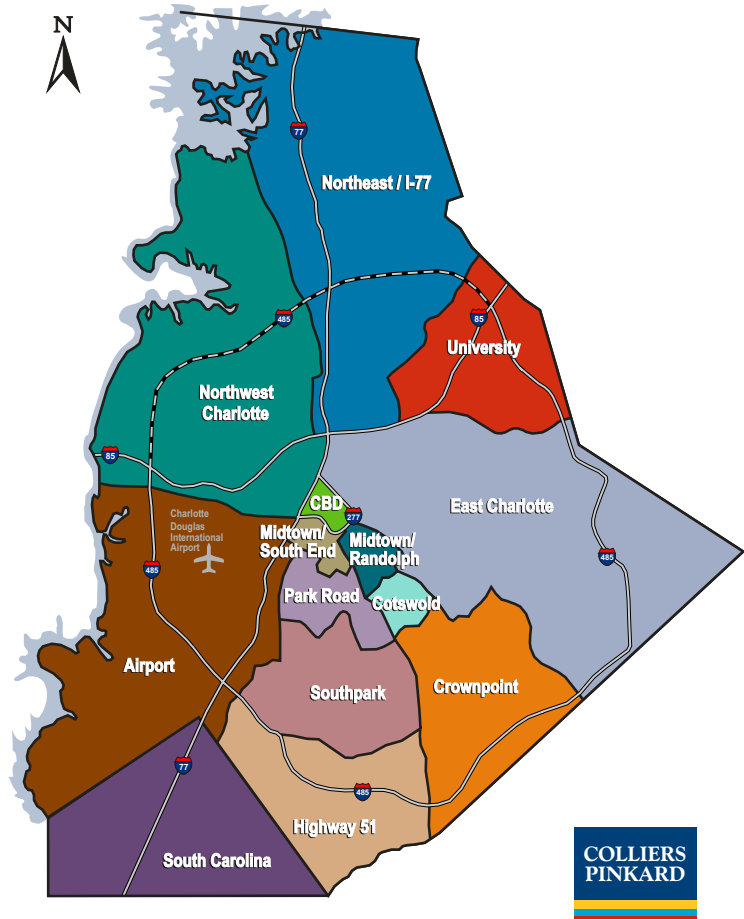 N
77
Northeast / I-77
485
85
University
Northwest
Charlotte
85
CBD
277
East Charlotte
Charlotte
Douglas
International
Airport
Midtown/
South End
Midtown/
Randolph
485
485
Park Road
Cotswold
Airport
Southpark
Crownpoint
77
485
Highway 51
South Carolina
COLLIERS
PINKARD